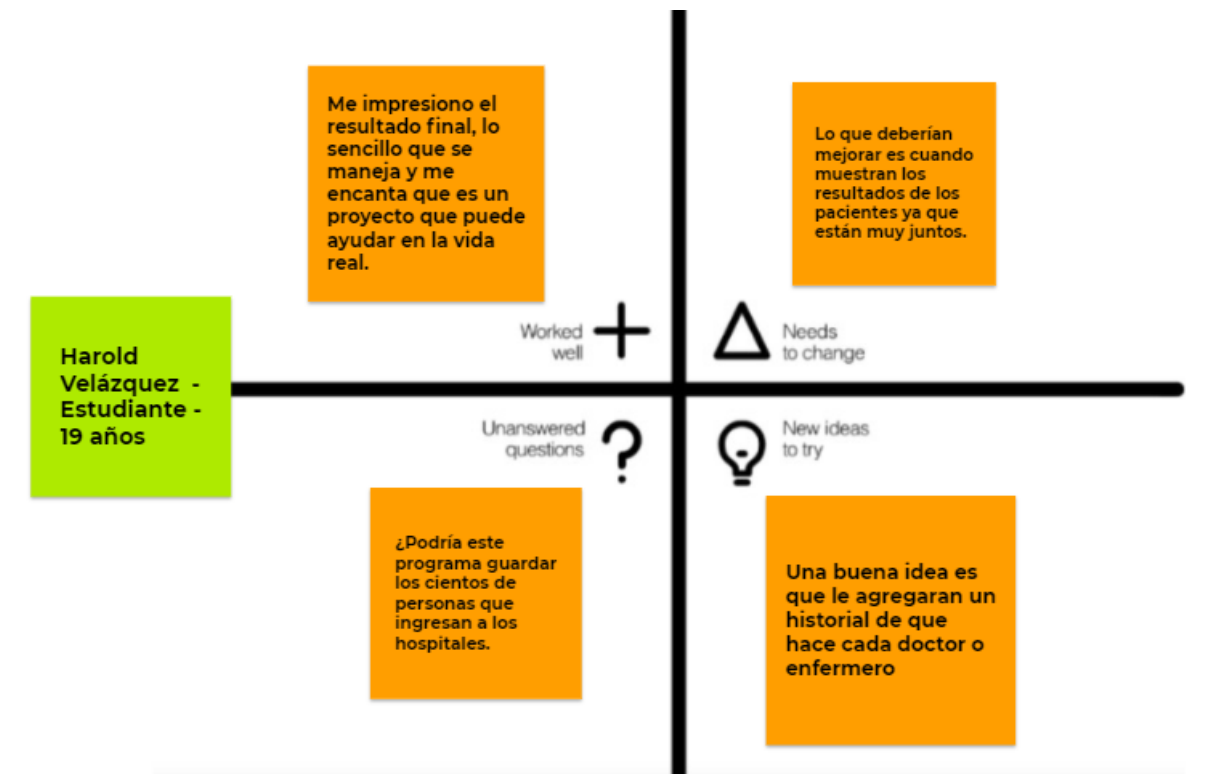 Me impresiono el
resultado final, lo
sencillo que se
maneja y me
encanta que es un
proyecto que puede
ayudar en la vida
real.
Lo que deberían
mejorar es cuando
muestran los
resultados de los
pacientes ya que
están muy juntos.
Worked
well
Needs
to change
Harold
Velázquez -
Estudiante -
19 años
Unanswered
questions
New ideas
to try
¿Podría este
programa guardar
los cientos de
personas que
ingresan a los
hospitales.
Una buena idea es
que le agregaran un
historial de que
hace cada doctor o
enfermero